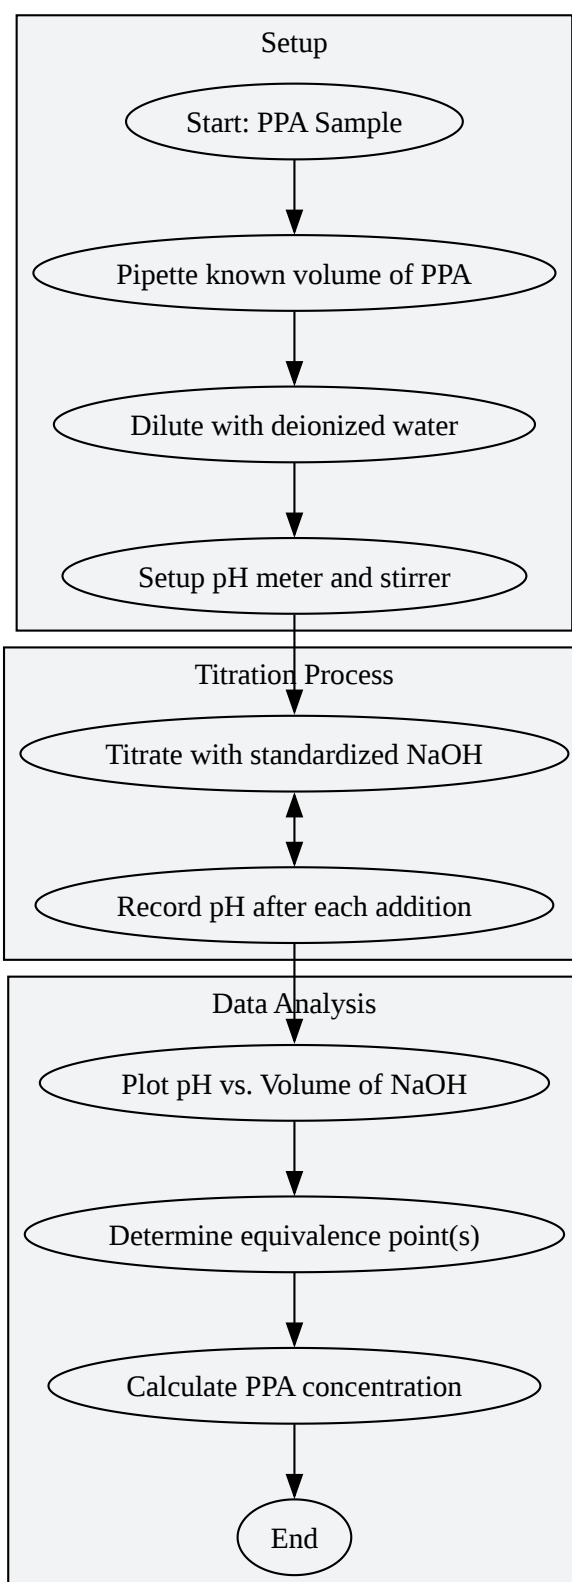 Setup
Start: PPA Sample
Pipette known volume of PPA
Dilute with deionized water
Setup pH meter and stirrer
Titration Process
Titrate with standardized NaOH
Record pH after each addition
Data Analysis
Plot pH vs. Volume of NaOH
Determine equivalence point(s)
Calculate PPA concentration
End